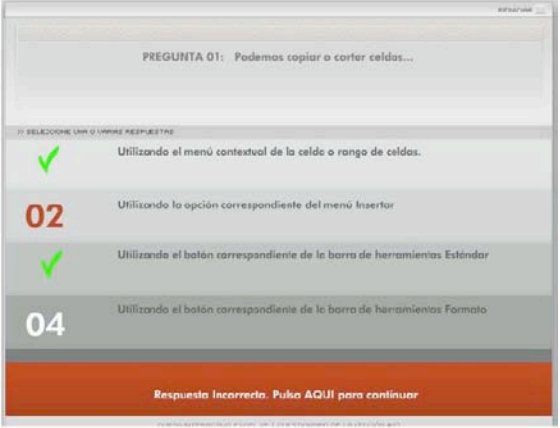 REINICIAR
PREGUNTA 01: Podemos copiar o cortar celdas...
>> SELECCIONE UNA O VARIAS RESPUESTAS
Utilizando el menú contextual de la celda o rango de celdas.
02
Utilizando la opción correspondiente del menú Insertar
Utilizando el botón correspondiente de la barra de herramientas Estándar
04
Utilizando el botón correspondiente de la barra de herramientas Formato
Respuesta Incorrecta. Pulse AQUI para continuar